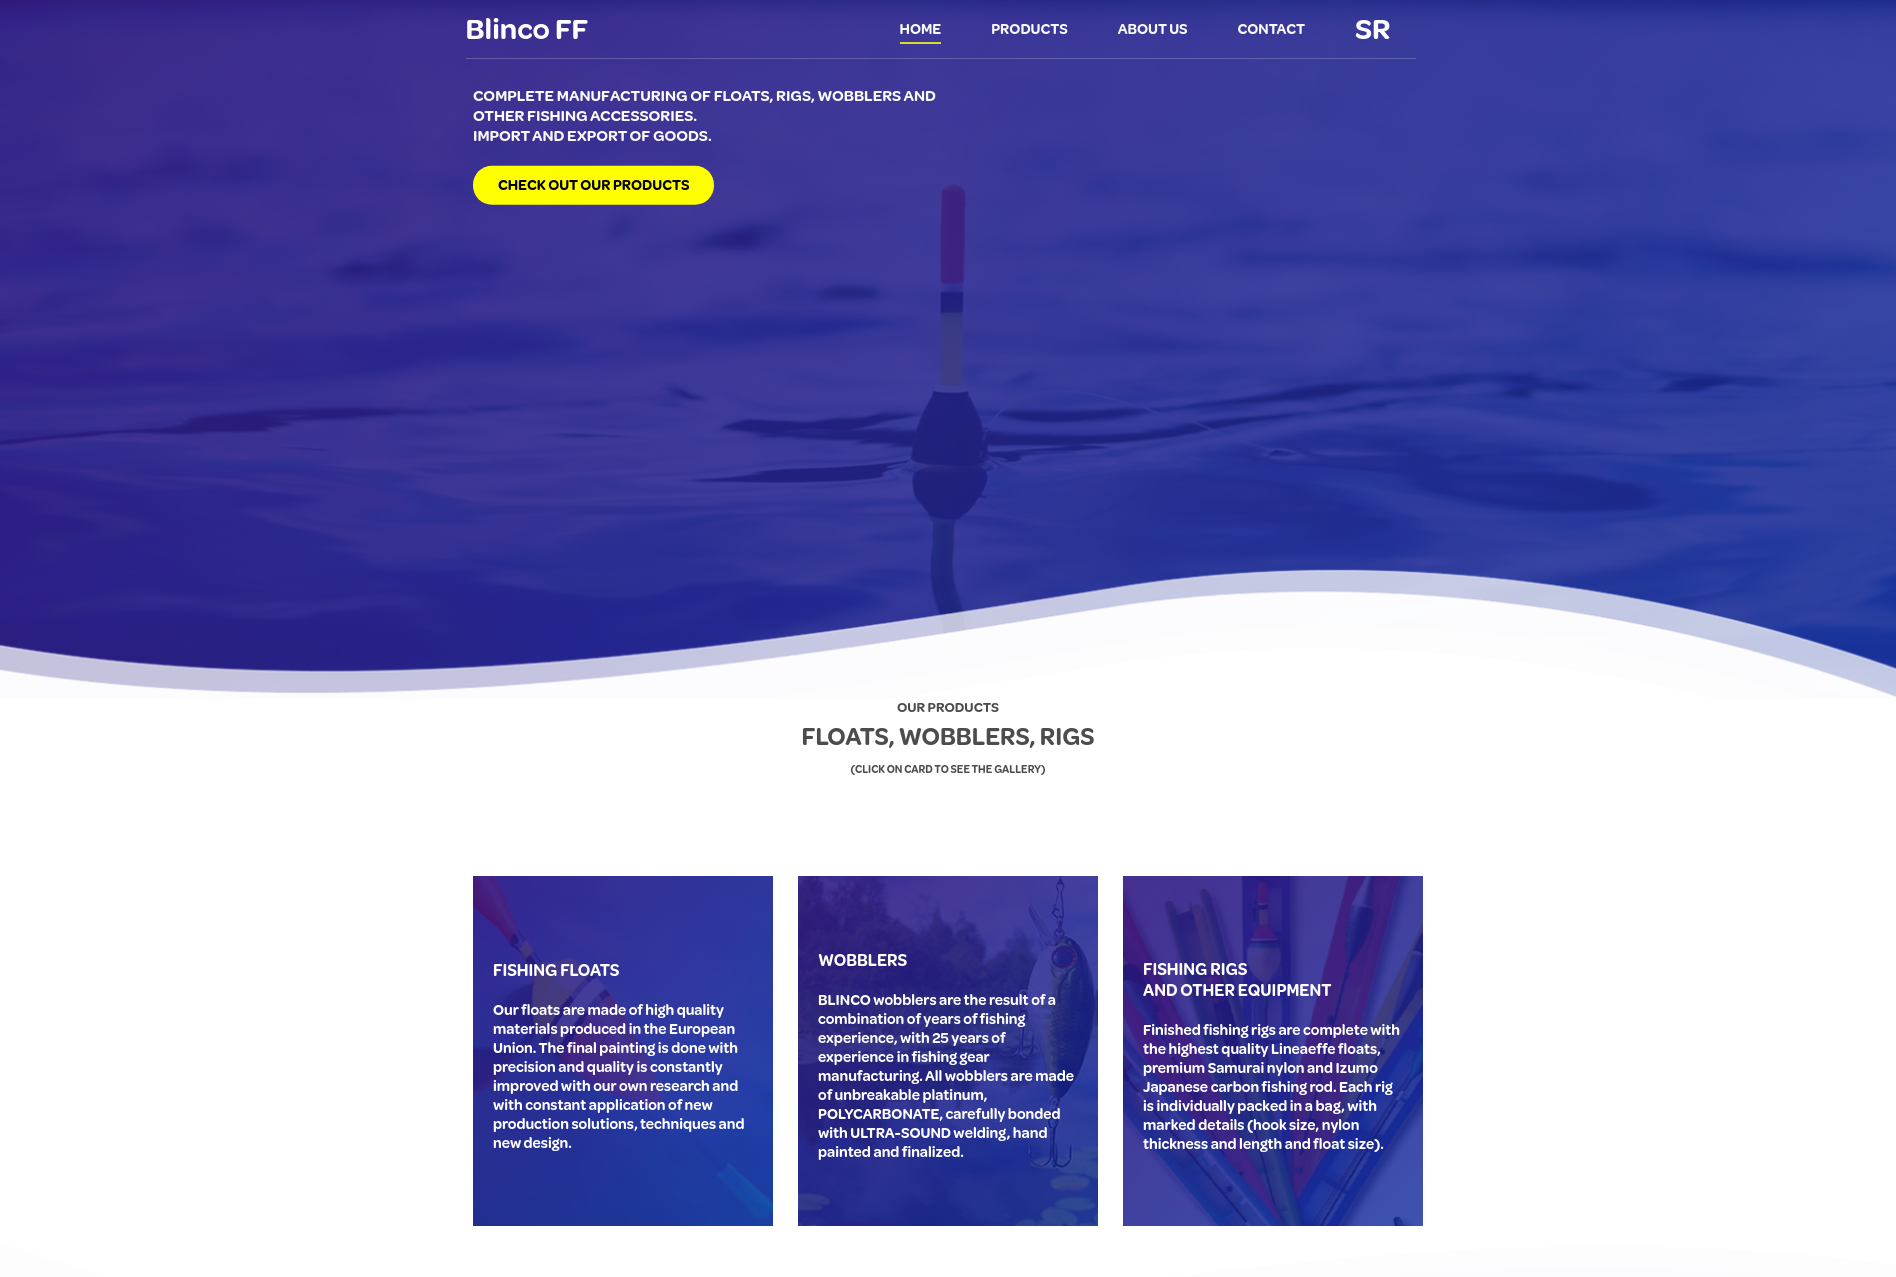 Blinco FF
HOME
PRODUCTS
ABOUT US
CONTACT
SR
COMPLETE MANUFACTURING OF FLOATS, RIGS, WOBBLERS AND
OTHER FISHING ACCESSORIES.
IMPORT AND EXPORT OF GOODS.
CHECK OUT OUR PRODUCTS
OUR PRODUCTS
FLOATS, WOBBLERS, RIGS
(CLICK ON CARD TO SEE THE GALLERY)
FISHING FLOATS
Our floats are made of high quality
materials produced in the European
Union. The final painting is done with
precision and quality is constantly
improved with our own research and
with constant application of new
production solutions, techniques and
new design.
WOBBLERS
BLINCO wobblers are the result of a
combination of years of fishing
experience, with 25 years of
experience in fishing gear
manufacturing. All wobblers are made
of unbreakable platinum,
POLYCARBONATE, carefully bonded
with ULTRA-SOUND welding, hand
painted and finalized.
FISHING RIGS
AND OTHER EQUIPMENT
Finished fishing rigs are complete with
the highest quality Lineaeffe floats,
premium Samurai nylon and Izumo
Japanese carbon fishing rod. Each rig
is individually packed in a bag, with
marked details (hook size, nylon
thickness and length and float size).